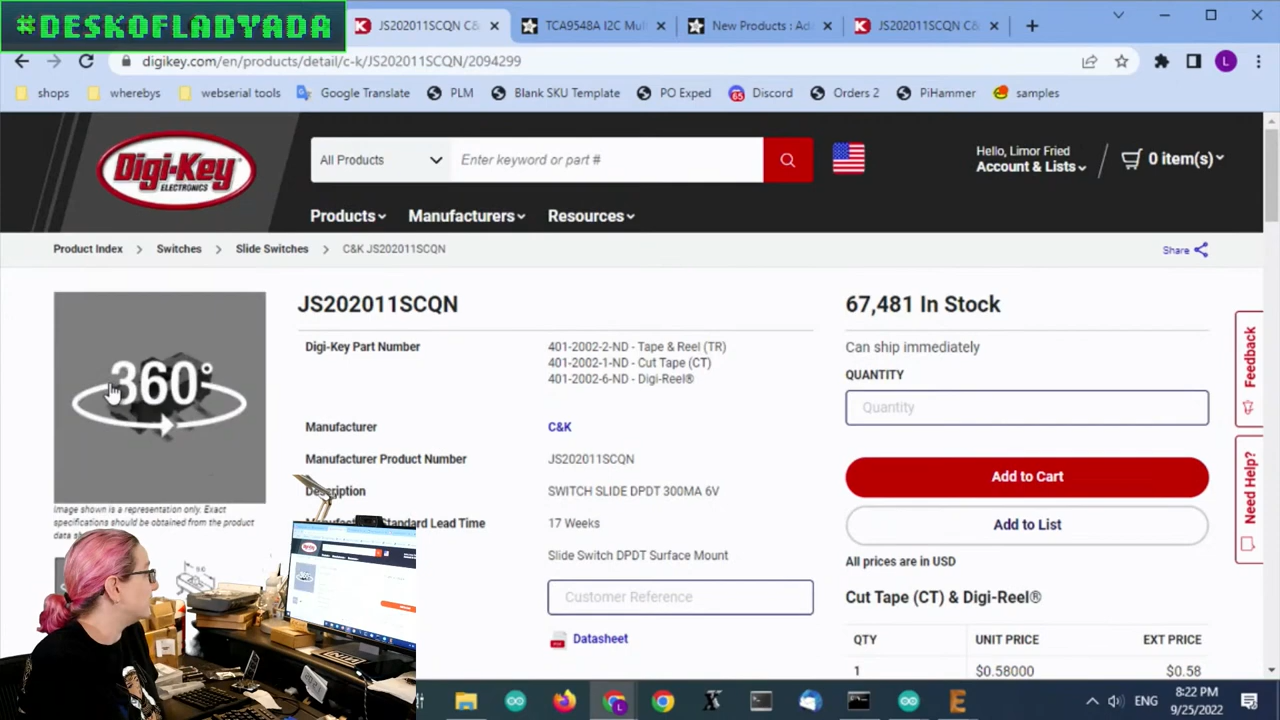 #DESKOFLADYADA
JS202011SCQN C&
TCA9548A I2C Mul
New Products : Ad
JS202011SCQN C&
digikey.com/en/products/detail/c-k/JS202011SCQN/2094299
L
shops
wherebys
webserial tools
Google Translate
PLM
Blank SKU Template
PO Exped
65
Discord
Orders 2
PiHammer
samples
Digi-Key
ELECTRONICS
All Products
Enter keyword or part #
Hello, Limor Fried
Account & Lists
0 item(s)
Products
Manufacturers
Resources
Product Index > Switches > Slide Switches > C&K JS202011SCQN
Share
360°
Image shown is a representation only. Exact
specifications should be obtained from the product
data
JS202011SCQN
Digi-Key Part Number
401-2002-2-ND - Tape & Reel (TR)
401-2002-1-ND - Cut Tape (CT)
401-2002-6-ND - Digi-Reel®
Manufacturer
C&K
Manufacturer Product Number
JS202011SCQN
Description
SWITCH SLIDE DPDT 300MA 6V
Standard Lead Time
17 Weeks
Slide Switch DPDT Surface Mount
Customer Reference
Datasheet
67,481 In Stock
Can ship immediately
QUANTITY
Quantity
Add to Cart
Add to List
All prices are in USD
Cut Tape (CT) & Digi-Reel®
QTY
UNIT PRICE
EXT PRICE
1
$0.58000
$0.58
Feedback
Need Help?
ENG
8:22 PM
9/25/2022